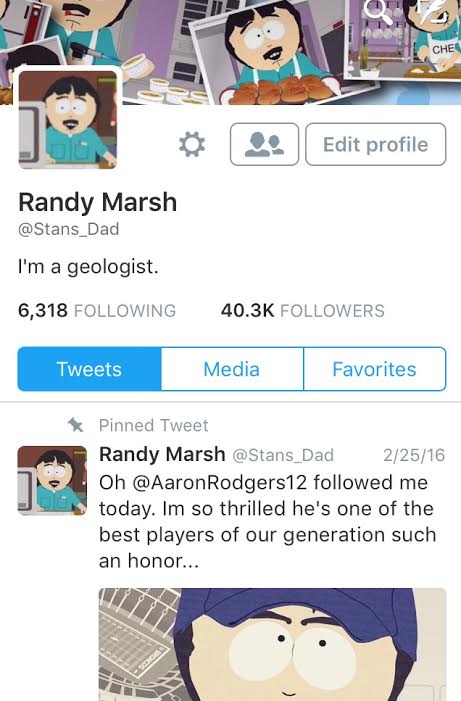 CHE
Edit profile
Randy Marsh
@Stans_Dad
I'm a geologist.
6,318 FOLLOWING 40.3K FOLLOWERS
Tweets Media Favorites
Pinned Tweet
Randy Marsh @Stans_Dad 2/25/16
Oh @AaronRodgers12 followed me
today. Im so thrilled he's one of the
best players of our generation such
an honor...